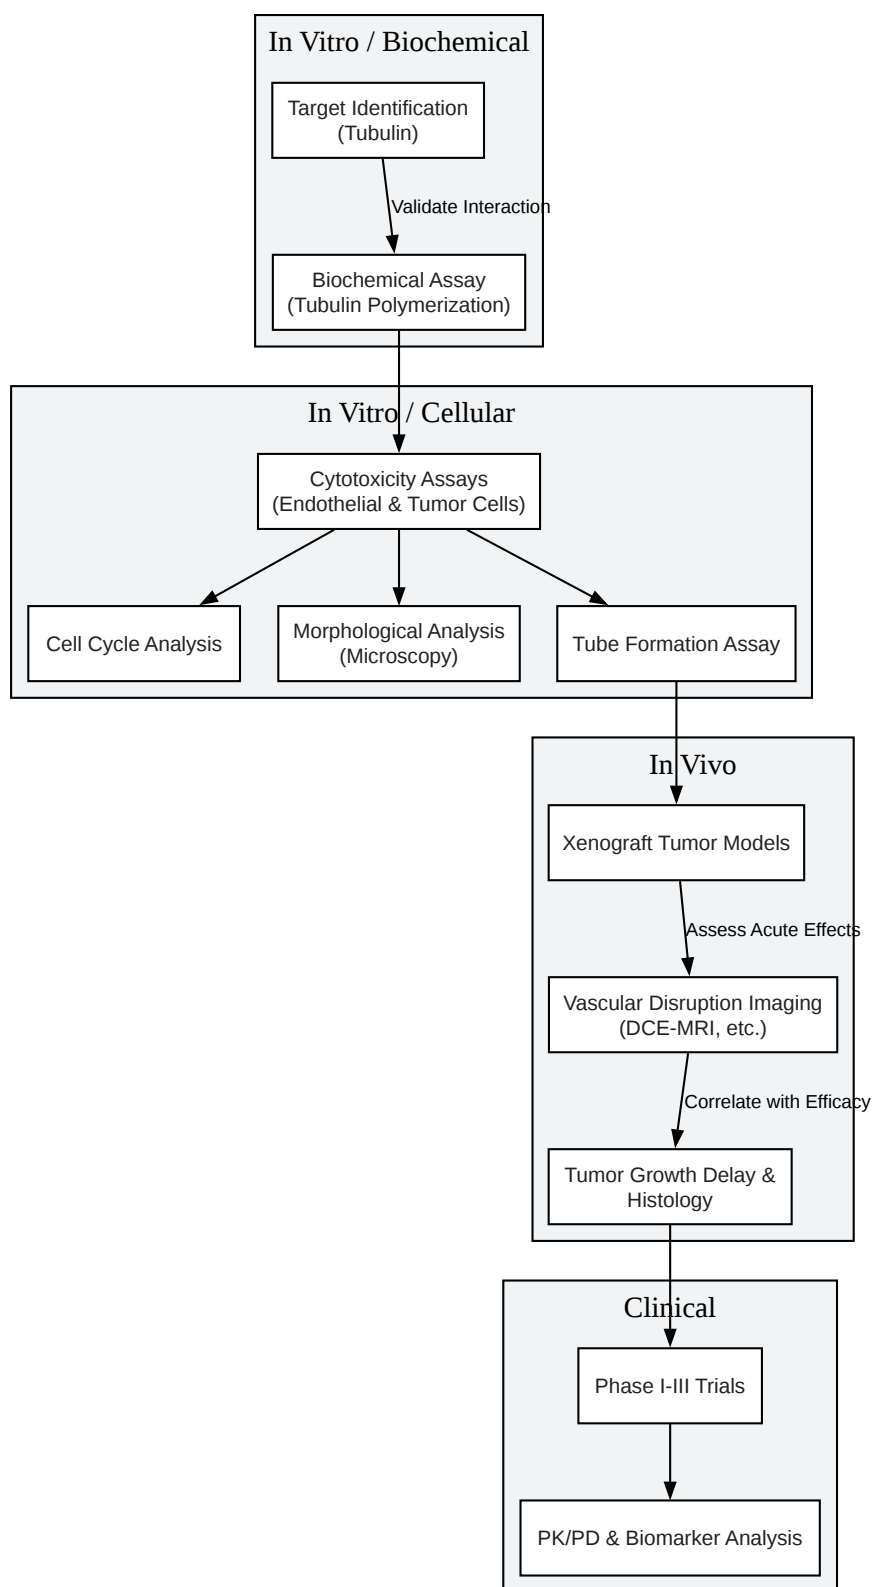 In Vitro / Biochemical
Target Identification
(Tubulin)
Validate Interaction
Biochemical Assay
(Tubulin Polymerization)
In Vitro / Cellular
Cytotoxicity Assays
(Endothelial & Tumor Cells)
Cell Cycle Analysis
Morphological Analysis
(Microscopy)
Tube Formation Assay
In Vivo
Xenograft Tumor Models
Assess Acute Effects
Vascular Disruption Imaging
(DCE-MRI, etc.)
Correlate with Efficacy
Tumor Growth Delay &
Histology
Clinical
Phase I-III Trials
PK/PD & Biomarker Analysis